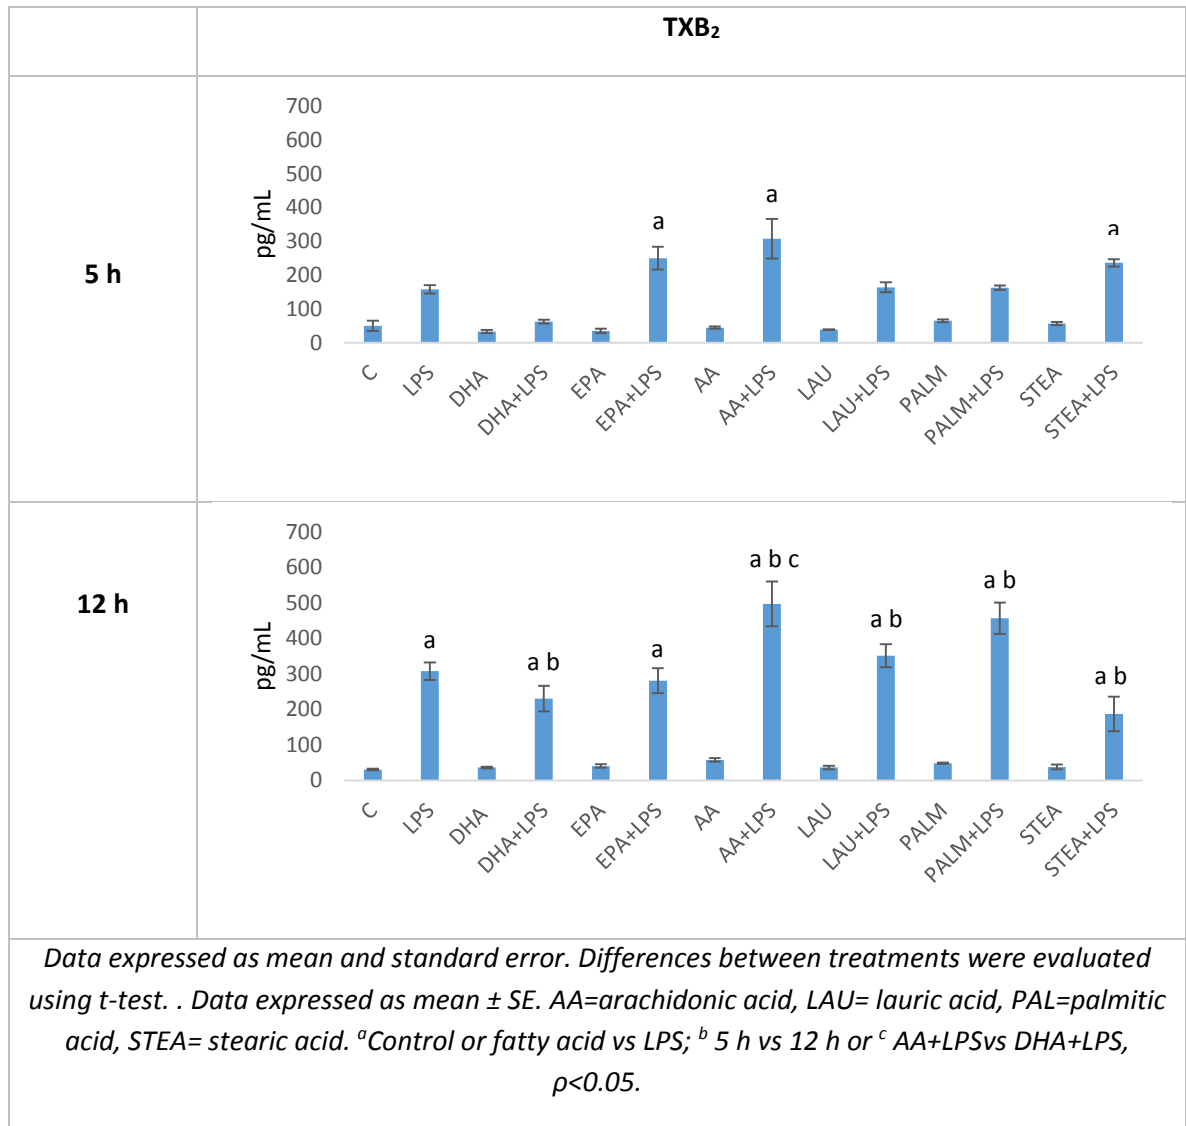 TXB₂
5 h
700
600
500
400
300
200
100
0
pg/mL
a
a
a
C
LPS
DHA
DHA+LPS
EPA
EPA+LPS
AA
AA+LPS
LAU
LAU+LPS
PALM
PALM+LPS
STEA
STEA+LPS
12 h
700
600
500
400
300
200
100
0
pg/mL
a
a b
a
a b c
a b
a b
a b
C
LPS
DHA
DHA+LPS
EPA
EPA+LPS
AA
AA+LPS
LAU
LAU+LPS
PALM
PALM+LPS
STEA
STEA+LPS
Data expressed as mean and standard error. Differences between treatments were evaluated
using t-test. . Data expressed as mean ± SE. AA=arachidonic acid, LAU= lauric acid, PAL=palmitic
acid, STEA= stearic acid. ᵃControl or fatty acid vs LPS; ᵇ 5 h vs 12 h or ᶜ AA+LPSvs DHA+LPS,
ρ<0.05.